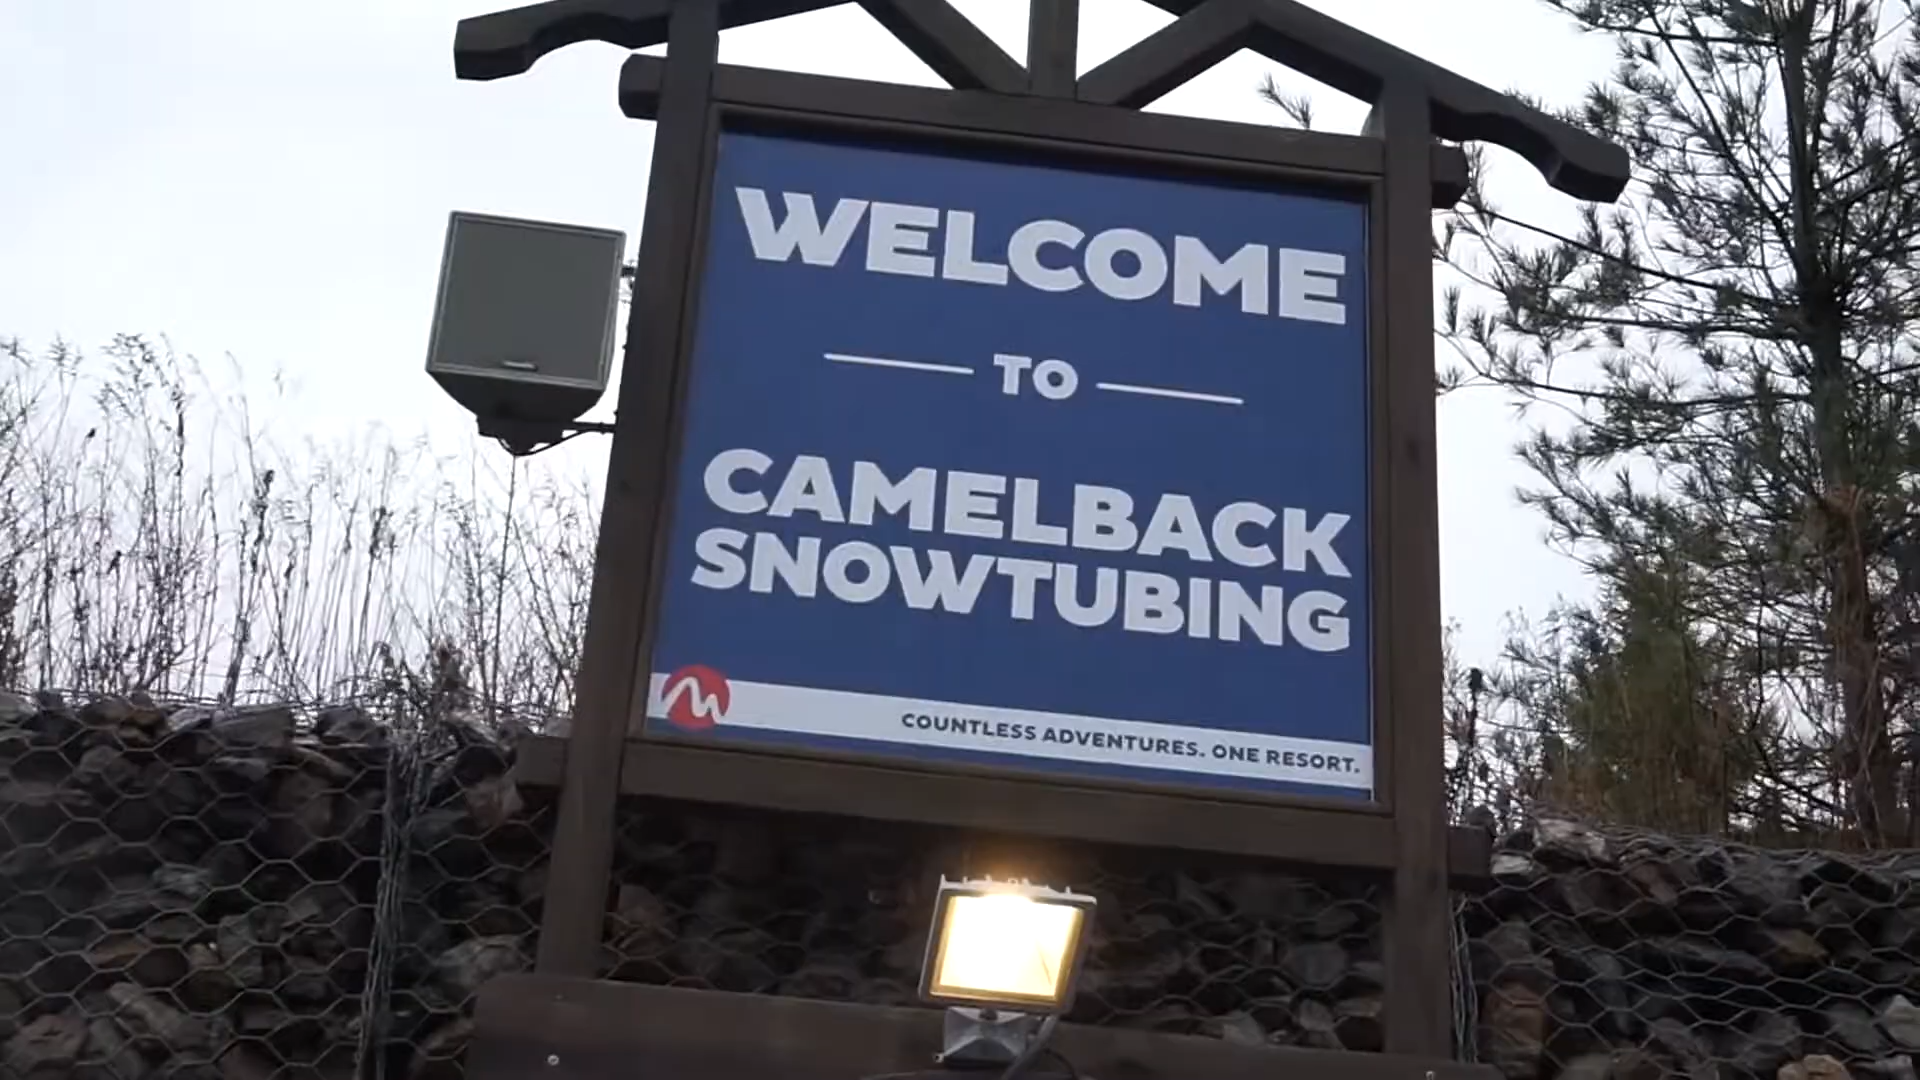 WELCOME
TO
CAMELBACK
SNOWTUBING
COUNTLESS ADVENTURES. ONE RESORT.